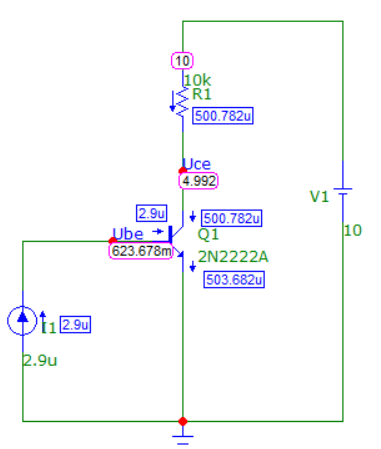 10
10k
R1
500.782u
Uce
4.992
V1
2.9u
500.782u
Ube
Q1
10
623.678m
2N2222A
503.682u
I1
2.9u
2.9u